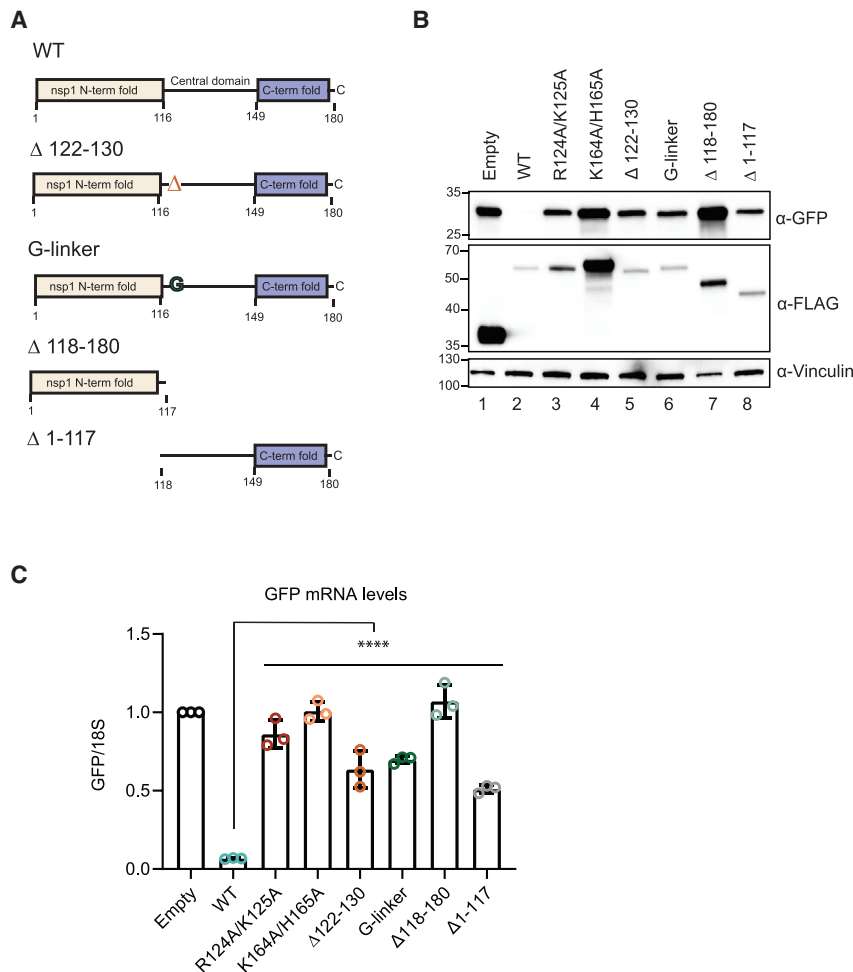 A
WT
nsp1 N-term fold Central domain C-term fold C
1 116 149 180
Δ 122-130
nsp1 N-term fold Δ C-term fold C
1 116 149 180
G-linker
nsp1 N-term fold G C-term fold C
1 116 149 180
Δ 118-180
nsp1 N-term fold
1 117
Δ 1-117
C-term fold C
118 149 180
B
Empty WT R124A/K125A K164A/H165A Δ 122-130 G-linker Δ 118-180 Δ 1-117
35
25
α-GFP
70
50
40
35
α-FLAG
130
100
α-Vinculin
1 2 3 4 5 6 7 8
C
GFP mRNA levels
****
GFP/18S
1.5
1.0
0.5
0.0
Empty WT R124A/K125A K164A/H165A Δ122-130 G-linker Δ118-180 Δ1-117